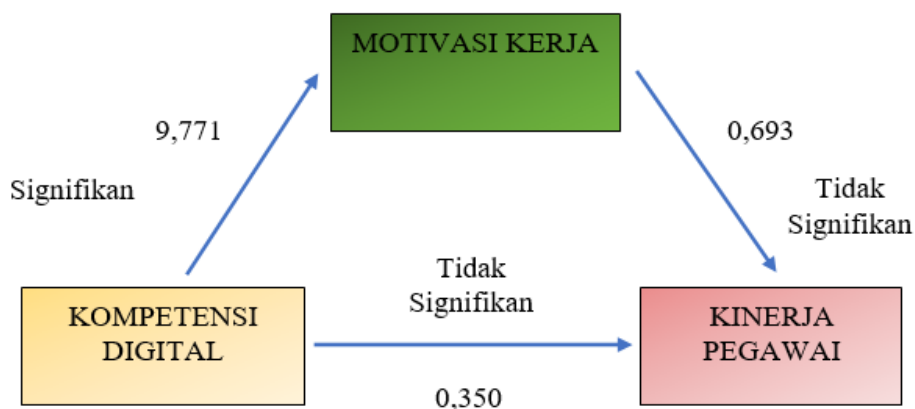 MOTIVASI KERJA
9,771
0,693
Signifikan
Tidak
Signifikan
Tidak
Signifikan
KOMPETENSI
DIGITAL
KINERJA
PEGAWAI
0,350